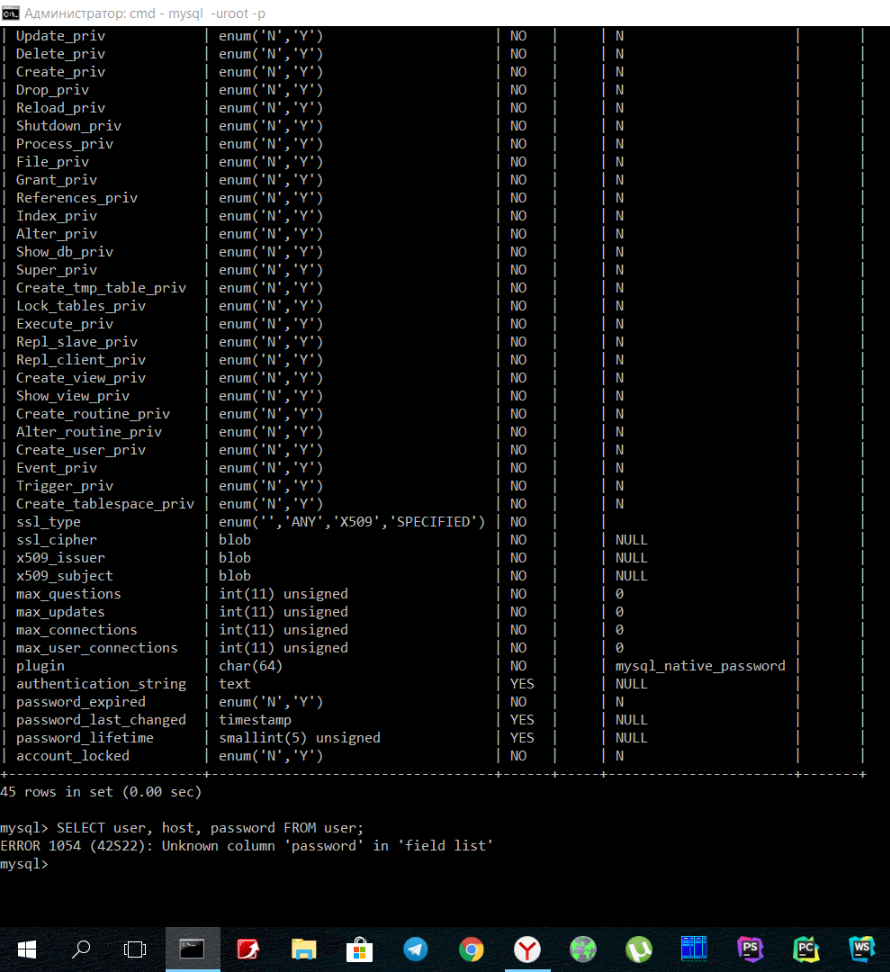 Администратор: cmd - mysql  -uroot -p
| Update_priv            | enum('N','Y')                     | NO   |     | N                     |       |
| Delete_priv            | enum('N','Y')                     | NO   |     | N                     |       |
| Create_priv            | enum('N','Y')                     | NO   |     | N                     |       |
| Drop_priv              | enum('N','Y')                     | NO   |     | N                     |       |
| Reload_priv            | enum('N','Y')                     | NO   |     | N                     |       |
| Shutdown_priv          | enum('N','Y')                     | NO   |     | N                     |       |
| Process_priv           | enum('N','Y')                     | NO   |     | N                     |       |
| File_priv              | enum('N','Y')                     | NO   |     | N                     |       |
| Grant_priv             | enum('N','Y')                     | NO   |     | N                     |       |
| References_priv        | enum('N','Y')                     | NO   |     | N                     |       |
| Index_priv             | enum('N','Y')                     | NO   |     | N                     |       |
| Alter_priv             | enum('N','Y')                     | NO   |     | N                     |       |
| Show_db_priv           | enum('N','Y')                     | NO   |     | N                     |       |
| Super_priv             | enum('N','Y')                     | NO   |     | N                     |       |
| Create_tmp_table_priv  | enum('N','Y')                     | NO   |     | N                     |       |
| Lock_tables_priv       | enum('N','Y')                     | NO   |     | N                     |       |
| Execute_priv           | enum('N','Y')                     | NO   |     | N                     |       |
| Repl_slave_priv        | enum('N','Y')                     | NO   |     | N                     |       |
| Repl_client_priv       | enum('N','Y')                     | NO   |     | N                     |       |
| Create_view_priv       | enum('N','Y')                     | NO   |     | N                     |       |
| Show_view_priv         | enum('N','Y')                     | NO   |     | N                     |       |
| Create_routine_priv    | enum('N','Y')                     | NO   |     | N                     |       |
| Alter_routine_priv     | enum('N','Y')                     | NO   |     | N                     |       |
| Create_user_priv       | enum('N','Y')                     | NO   |     | N                     |       |
| Event_priv             | enum('N','Y')                     | NO   |     | N                     |       |
| Trigger_priv           | enum('N','Y')                     | NO   |     | N                     |       |
| Create_tablespace_priv | enum('N','Y')                     | NO   |     | N                     |       |
| ssl_type               | enum('','ANY','X509','SPECIFIED') | NO   |     |                       |       |
| ssl_cipher             | blob                              | NO   |     | NULL                  |       |
| x509_issuer            | blob                              | NO   |     | NULL                  |       |
| x509_subject           | blob                              | NO   |     | NULL                  |       |
| max_questions          | int(11) unsigned                  | NO   |     | 0                     |       |
| max_updates            | int(11) unsigned                  | NO   |     | 0                     |       |
| max_connections        | int(11) unsigned                  | NO   |     | 0                     |       |
| max_user_connections   | int(11) unsigned                  | NO   |     | 0                     |       |
| plugin                 | char(64)                          | NO   |     | mysql_native_password |       |
| authentication_string  | text                              | YES  |     | NULL                  |       |
| password_expired       | enum('N','Y')                     | NO   |     | N                     |       |
| password_last_changed  | timestamp                         | YES  |     | NULL                  |       |
| password_lifetime      | smallint(5) unsigned              | YES  |     | NULL                  |       |
| account_locked         | enum('N','Y')                     | NO   |     | N                     |       |
+------------------------+-----------------------------------+------+-----+-----------------------+-------+
45 rows in set (0.00 sec)
mysql> SELECT user, host, password FROM user;
ERROR 1054 (42S22): Unknown column 'password' in 'field list'
mysql>
PS PC WS